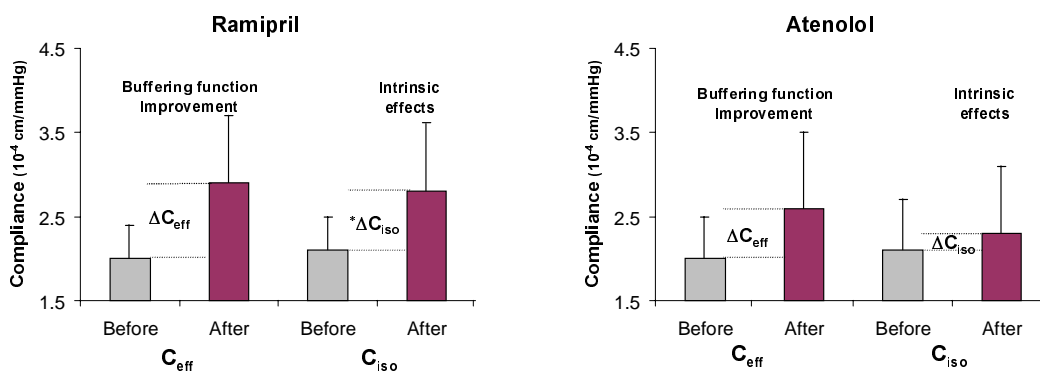 Ramipril
Compliance (10⁻⁴ cm/mmHg)
4.5
3.5
2.5
1.5
Buffering function
Improvement
Intrinsic
effects
ΔCeff
*ΔCiso
Before
After
Before
After
Ceff
Ciso
Atenolol
Compliance (10⁻⁴ cm/mmHg)
4.5
3.5
2.5
1.5
Buffering function
Improvement
Intrinsic
effects
ΔCeff
ΔCiso
Before
After
Before
After
Ceff
Ciso